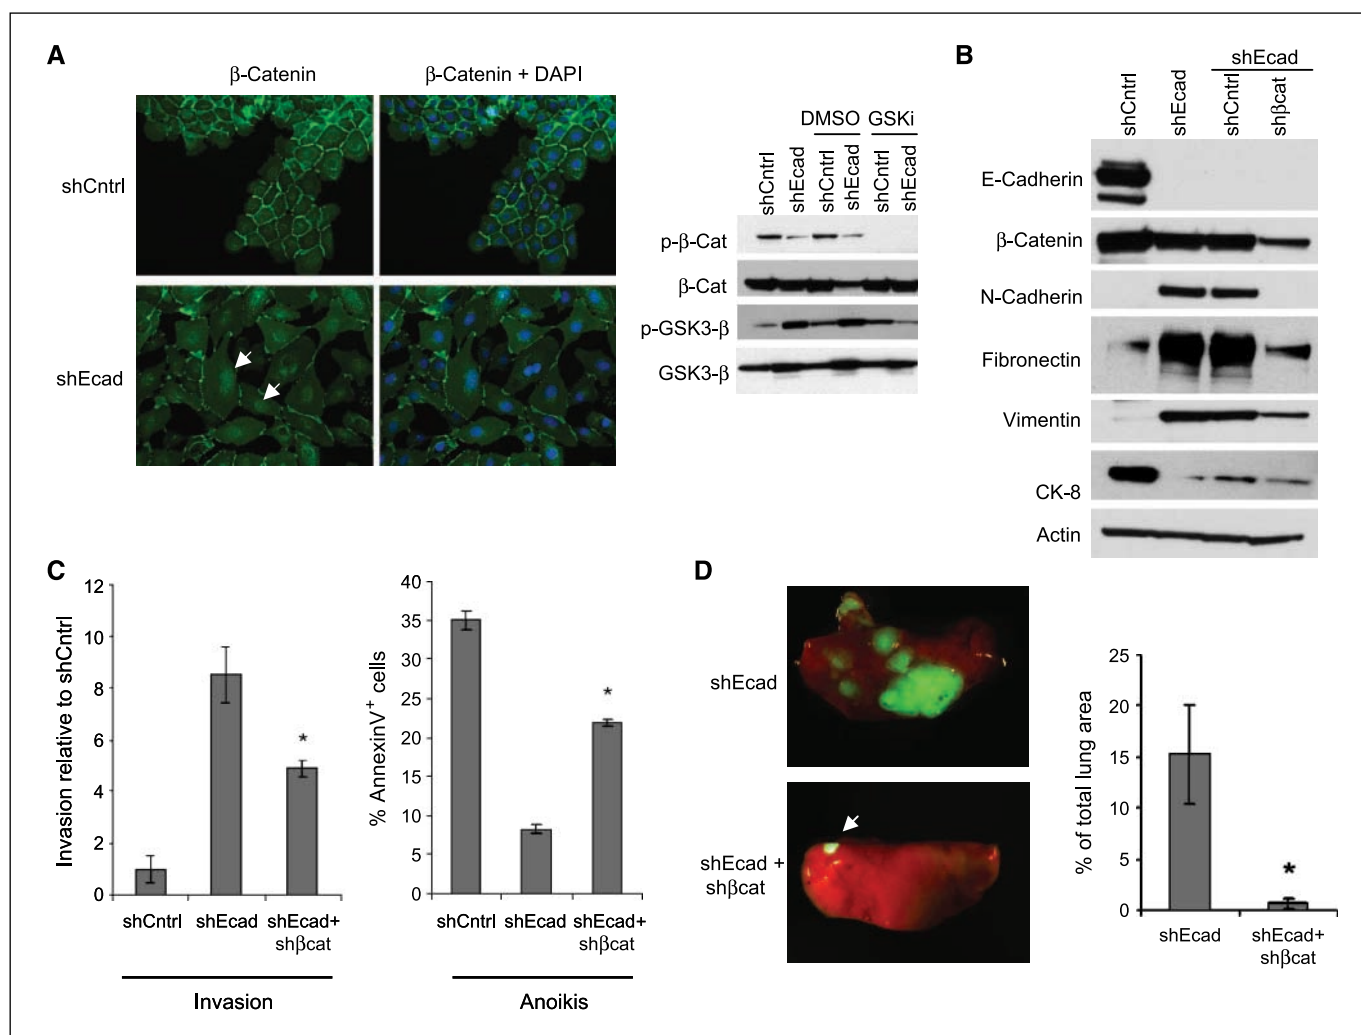 A
β-Catenin
β-Catenin + DAPI
shCntrl
shEcad
DMSO GSKi
shCntrl
shEcad
shCntrl
shEcad
shCntrl
shEcad
p-β-Cat
β-Cat
p-GSK3-β
GSK3-β
B
shEcad
shCntrl
shEcad
shCntrl
shβcat
E-Cadherin
β-Catenin
N-Cadherin
Fibronectin
Vimentin
CK-8
Actin
C
Invasion relative to shCntrl
12
10
8
6
4
2
0
*
shCntrl
shEcad
shEcad+
shβcat
Invasion
% AnnexinV⁺ cells
40
35
30
25
20
15
10
5
0
*
shCntrl
shEcad
shEcad+
shβcat
Anoikis
D
shEcad
shEcad +
shβcat
% of total lung area
25
20
15
10
5
0
*
shEcad
shEcad+
shβcat